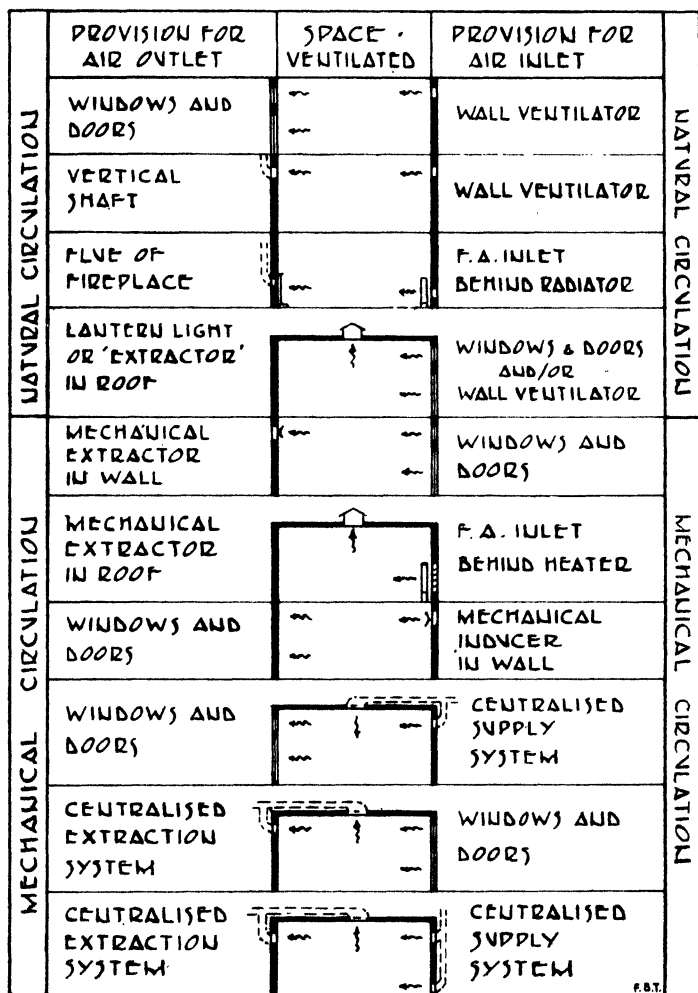 PROVISION FOR
AIR OUTLET
SPACE ·
VENTILATED
PROVISION FOR
AIR INLET
NATURAL CIRCULATION
WINDOWS AND
DOORS
WALL VENTILATOR
NATURAL CIRCULATION
VERTICAL
SHAFT
WALL VENTILATOR
FLUE OF
FIREPLACE
F.A. INLET
BEHIND RADIATOR
LANTERN LIGHT
OR 'EXTRACTOR'
IN ROOF
WINDOWS & DOORS
AND/OR
WALL VENTILATOR
MECHANICAL CIRCULATION
MECHANICAL
EXTRACTOR
IN WALL
WINDOWS AND
DOORS
MECHANICAL CIRCULATION
MECHANICAL
EXTRACTOR
IN ROOF
F.A. INLET
BEHIND HEATER
WINDOWS AND
DOORS
MECHANICAL
INDUCER
IN WALL
WINDOWS AND
DOORS
CENTRALISED
SUPPLY
SYSTEM
CENTRALISED
EXTRACTION
SYSTEM
WINDOWS AND
DOORS
CENTRALISED
EXTRACTION
SYSTEM
CENTRALISED
SUPPLY
SYSTEM
F.B.T.